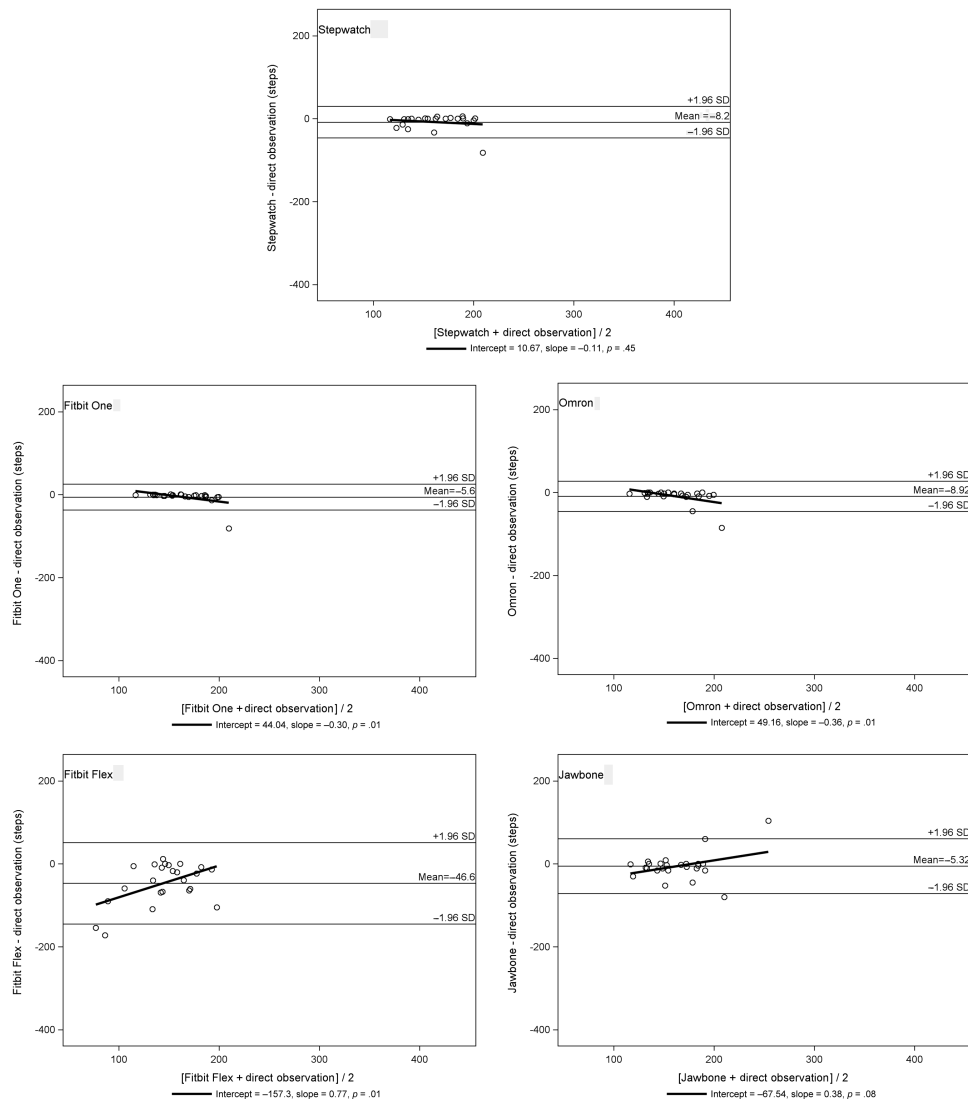 Stepwatch
200
0
-200
-400
Stepwatch - direct observation (steps)
+1.96 SD
Mean =–8.2
–1.96 SD
100 200 300 400
[Stepwatch + direct observation] / 2
Intercept = 10.67, slope = –0.11, p = .45
Fitbit One
200
0
-200
-400
Fitbit One - direct observation (steps)
+1.96 SD
Mean=–5.6
–1.96 SD
100 200 300 400
[Fitbit One + direct observation] / 2
Intercept = 44.04, slope = –0.30, p = .01
Omron
200
0
-200
-400
Omron - direct observation (steps)
+1.96 SD
Mean=–8.92
–1.96 SD
100 200 300 400
[Omron + direct observation] / 2
Intercept = 49.16, slope = –0.36, p = .01
Fitbit Flex
200
0
-200
-400
Fitbit Flex - direct observation (steps)
+1.96 SD
Mean=–46.6
–1.96 SD
100 200 300 400
[Fitbit Flex + direct observation] / 2
Intercept = –157.3, slope = 0.77, p = .01
Jawbone
200
0
-200
-400
Jawbone - direct observation (steps)
+1.96 SD
Mean=–5.32
–1.96 SD
100 200 300 400
[Jawbone + direct observation] / 2
Intercept = –67.54, slope = 0.38, p = .08